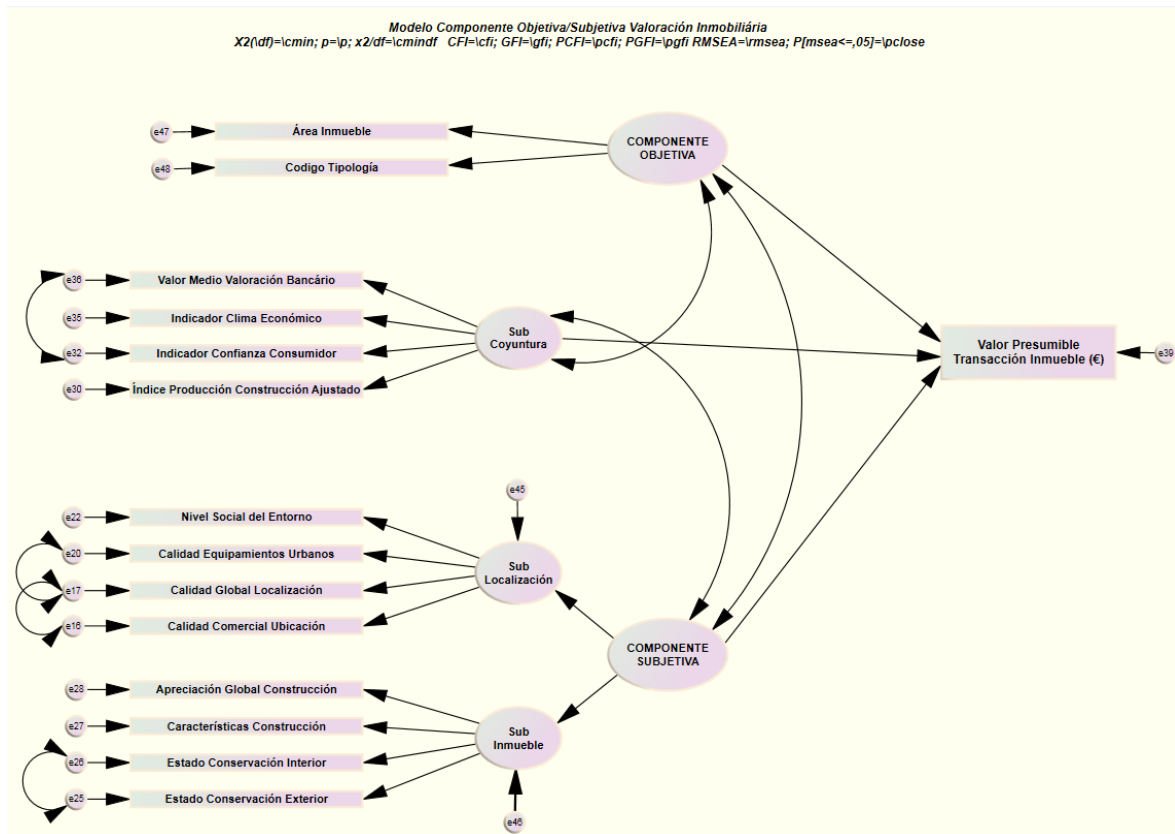 Modelo Componente Objetiva/Subjetiva Valoración Inmobiliária
X2(\df)=\cmin; p=\p; x2/df=\cmindf CFI=\cfi; GFI=\gfi; PCFI=\pcfi; PGFI=\pgfi RMSEA=\rmsea; P[msea<=,05]=\pclose
e47
Área Inmueble
e48
Codigo Tipología
COMPONENTE
OBJETIVA
e36
Valor Medio Valoración Bancário
e35
Indicador Clima Económico
e32
Indicador Confianza Consumidor
e30
Índice Producción Construcción Ajustado
Sub
Coyuntura
Valor Presumible
Transacción Inmueble (€)
e39
e45
e22
Nivel Social del Entorno
e20
Calidad Equipamientos Urbanos
e17
Calidad Global Localización
e16
Calidad Comercial Ubicación
Sub
Localización
COMPONENTE
SUBJETIVA
e28
Apreciación Global Construcción
e27
Características Construcción
e26
Estado Conservación Interior
e25
Estado Conservación Exterior
Sub
Inmueble
e46